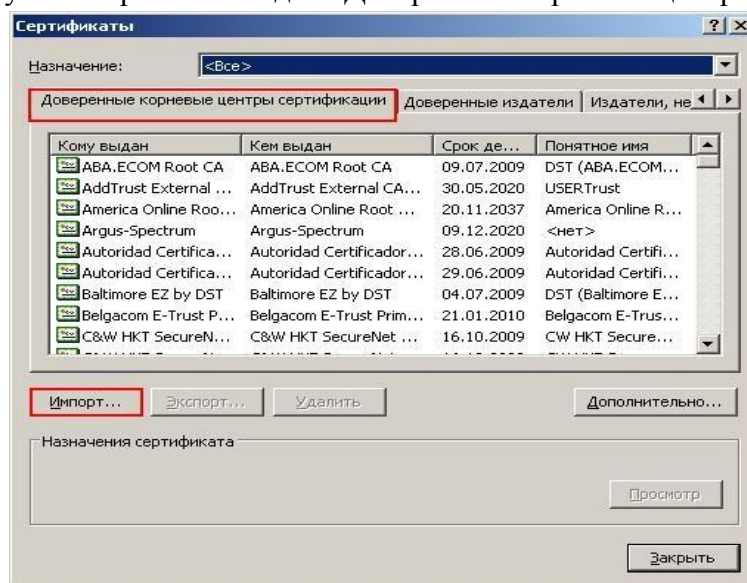 Сертификаты
Назначение: <Все>
Доверенные корневые центры сертификации Доверенные издатели Издатели, не
Кому выдан Кем выдан Срок де... Понятное имя
ABA.ECOM Root CA ABA.ECOM Root CA 09.07.2009 DST (ABA.ECOM...
AddTrust External ... AddTrust External CA... 30.05.2020 USERTrust
America Online Roo... America Online Root ... 20.11.2037 America Online R...
Argus-Spectrum Argus-Spectrum 09.12.2020 <нет>
Autoridad Certifica... Autoridad Certificador... 28.06.2009 Autoridad Certifi...
Autoridad Certifica... Autoridad Certificador... 29.06.2009 Autoridad Certifi...
Baltimore EZ by DST Baltimore EZ by DST 04.07.2009 DST (Baltimore E...
Belgacom E-Trust P... Belgacom E-Trust Prim... 21.01.2010 Belgacom E-Trus...
C&W HKT SecureN... C&W HKT SecureNet ... 16.10.2009 CW HKT Secure...
Импорт... Экспорт... Удалить Дополнительно...
Назначения сертификата
Просмотр
Закрыть